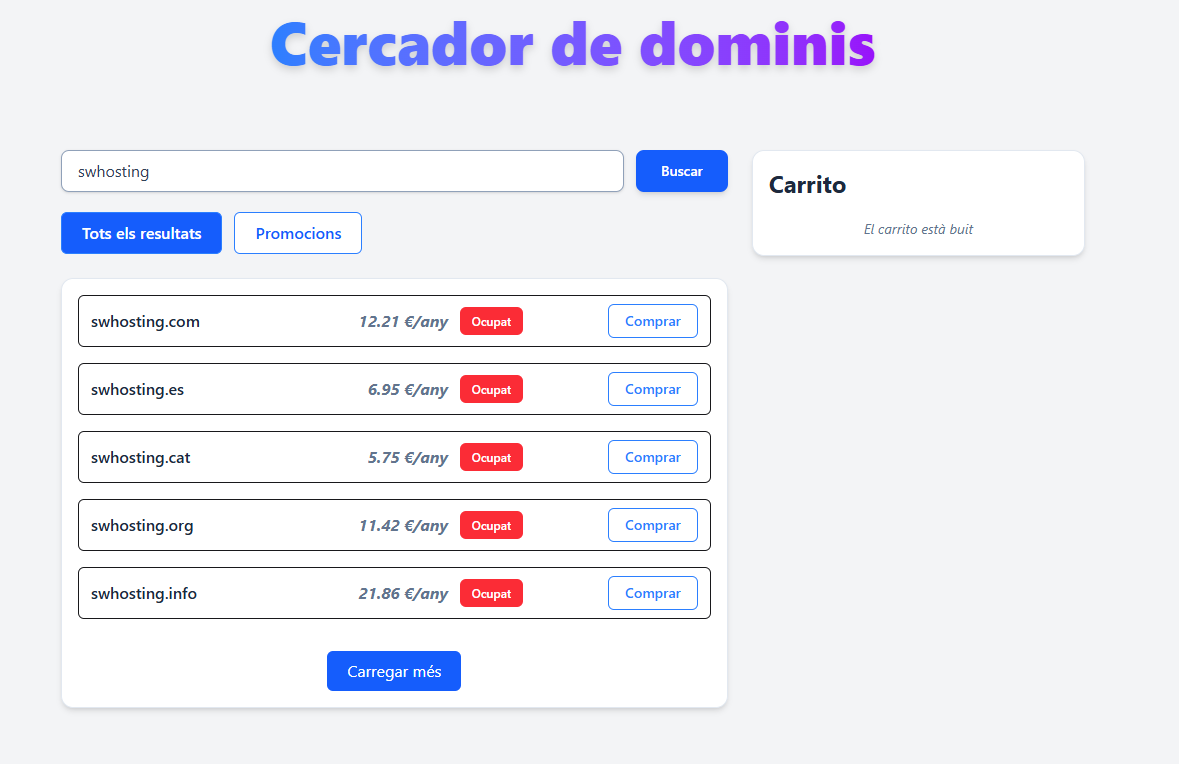 Cercador de dominis
swhosting
Buscar
Tots els resultats
Promocions
swhosting.com 12.21 €/any Ocupat Comprar
swhosting.es 6.95 €/any Ocupat Comprar
swhosting.cat 5.75 €/any Ocupat Comprar
swhosting.org 11.42 €/any Ocupat Comprar
swhosting.info 21.86 €/any Ocupat Comprar
Carregar més
Carrito
El carrito està buit